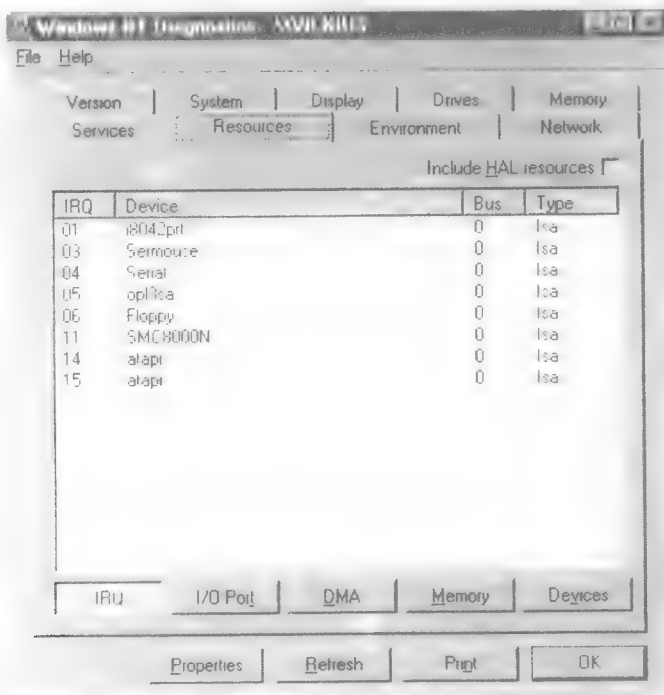 Windows NT Diagnostics -
File Help
Version System Display Drives Memory
Services Resources Environment Network
Include HAL resources
IRQ Device Bus Type
01 i8042prt 0 Isa
03 Sermouse 0 Isa
04 Serial 0 Isa
05 opl3sa 0 Isa
06 Floppy 0 Isa
11 SMC8000N 0 Isa
14 atapi 0 Isa
15 atapi 0 Isa
IRQ I/O Port DMA Memory Devices
Properties Refresh Print OK